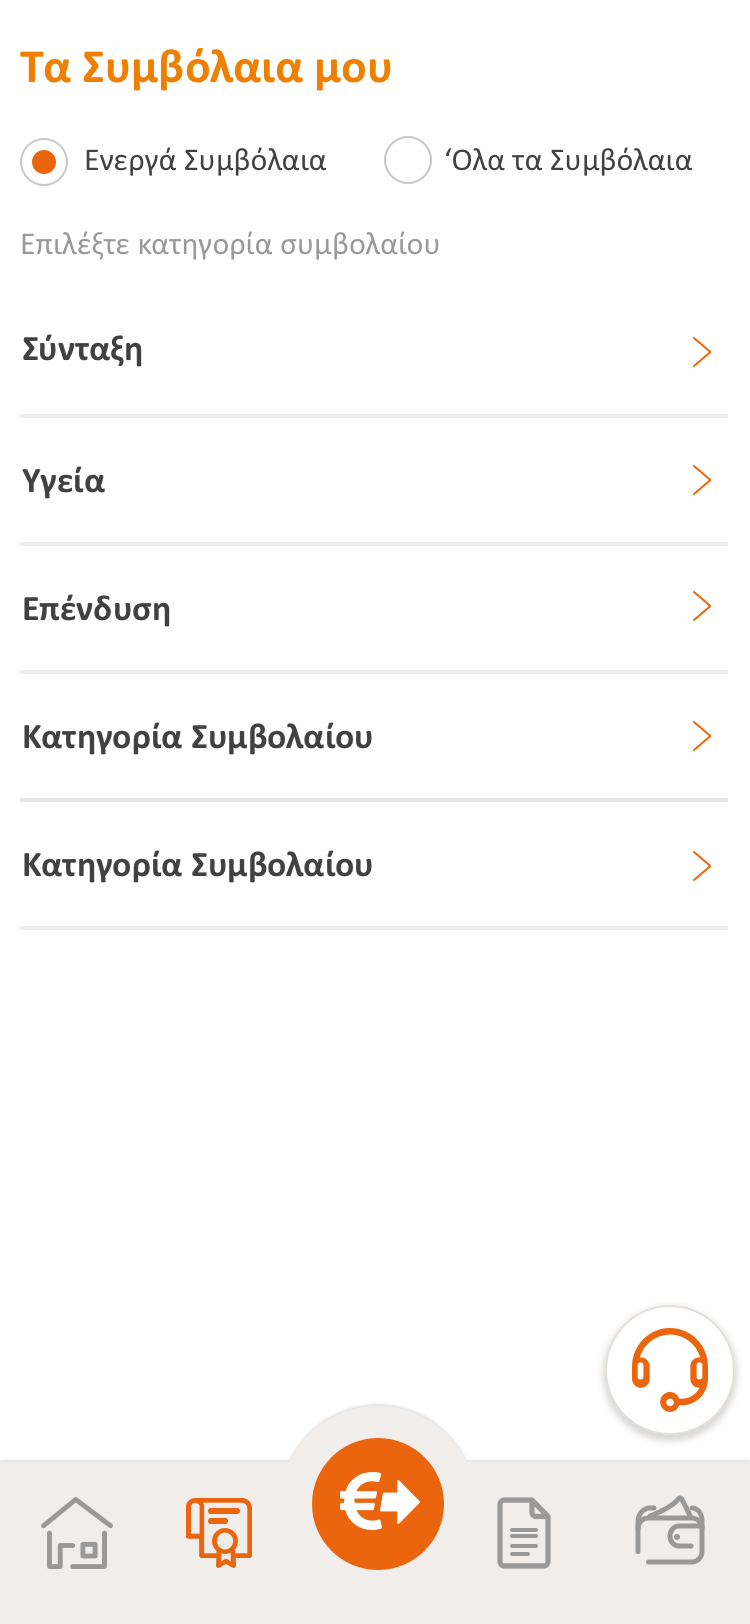 Τα Συμβόλαια μου
Ενεργά Συμβόλαια
‘Ολα τα Συμβόλαια
Επιλέξτε κατηγορία συμβολαίου
Σύνταξη
Υγεία
Επένδυση
Κατηγορία Συμβολαίου
Κατηγορία Συμβολαίου
€